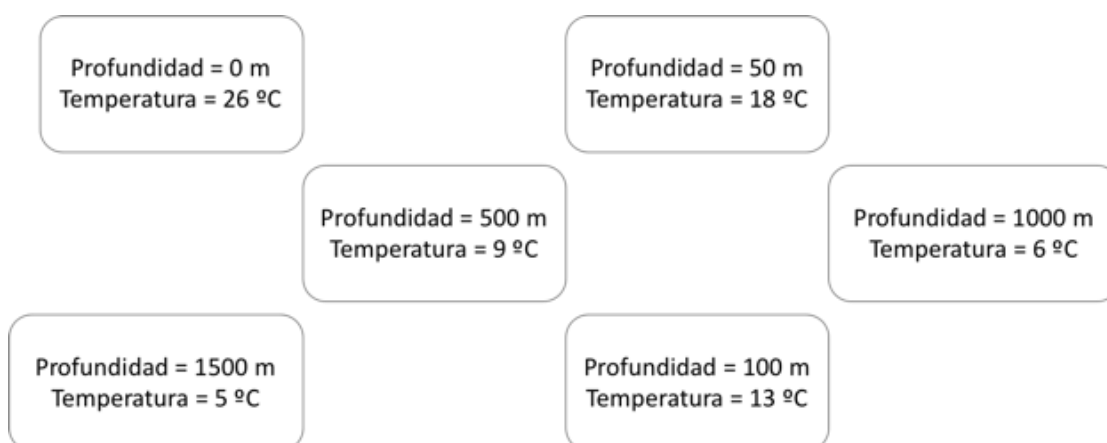 Profundidad = 0 m
Temperatura = 26 ºC
Profundidad = 50 m
Temperatura = 18 ºC
Profundidad = 500 m
Temperatura = 9 ºC
Profundidad = 1000 m
Temperatura = 6 ºC
Profundidad = 1500 m
Temperatura = 5 ºC
Profundidad = 100 m
Temperatura = 13 ºC